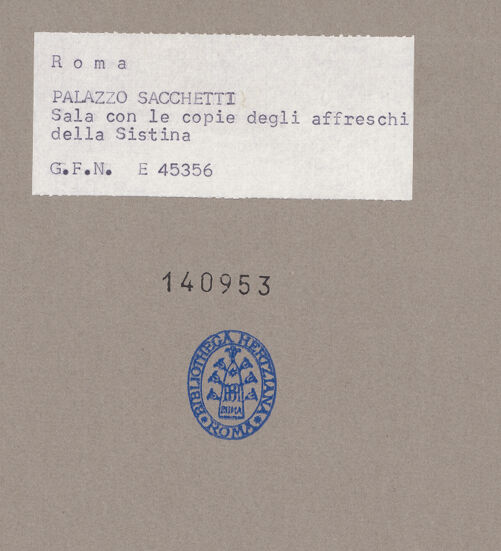 Roma
PALAZZO SACCHETTI
Sala con le copie degli affreschi
della Sistina
G.F.N. E 45356
140953
BIBLIOTHECA HERTZIANA
ROMA